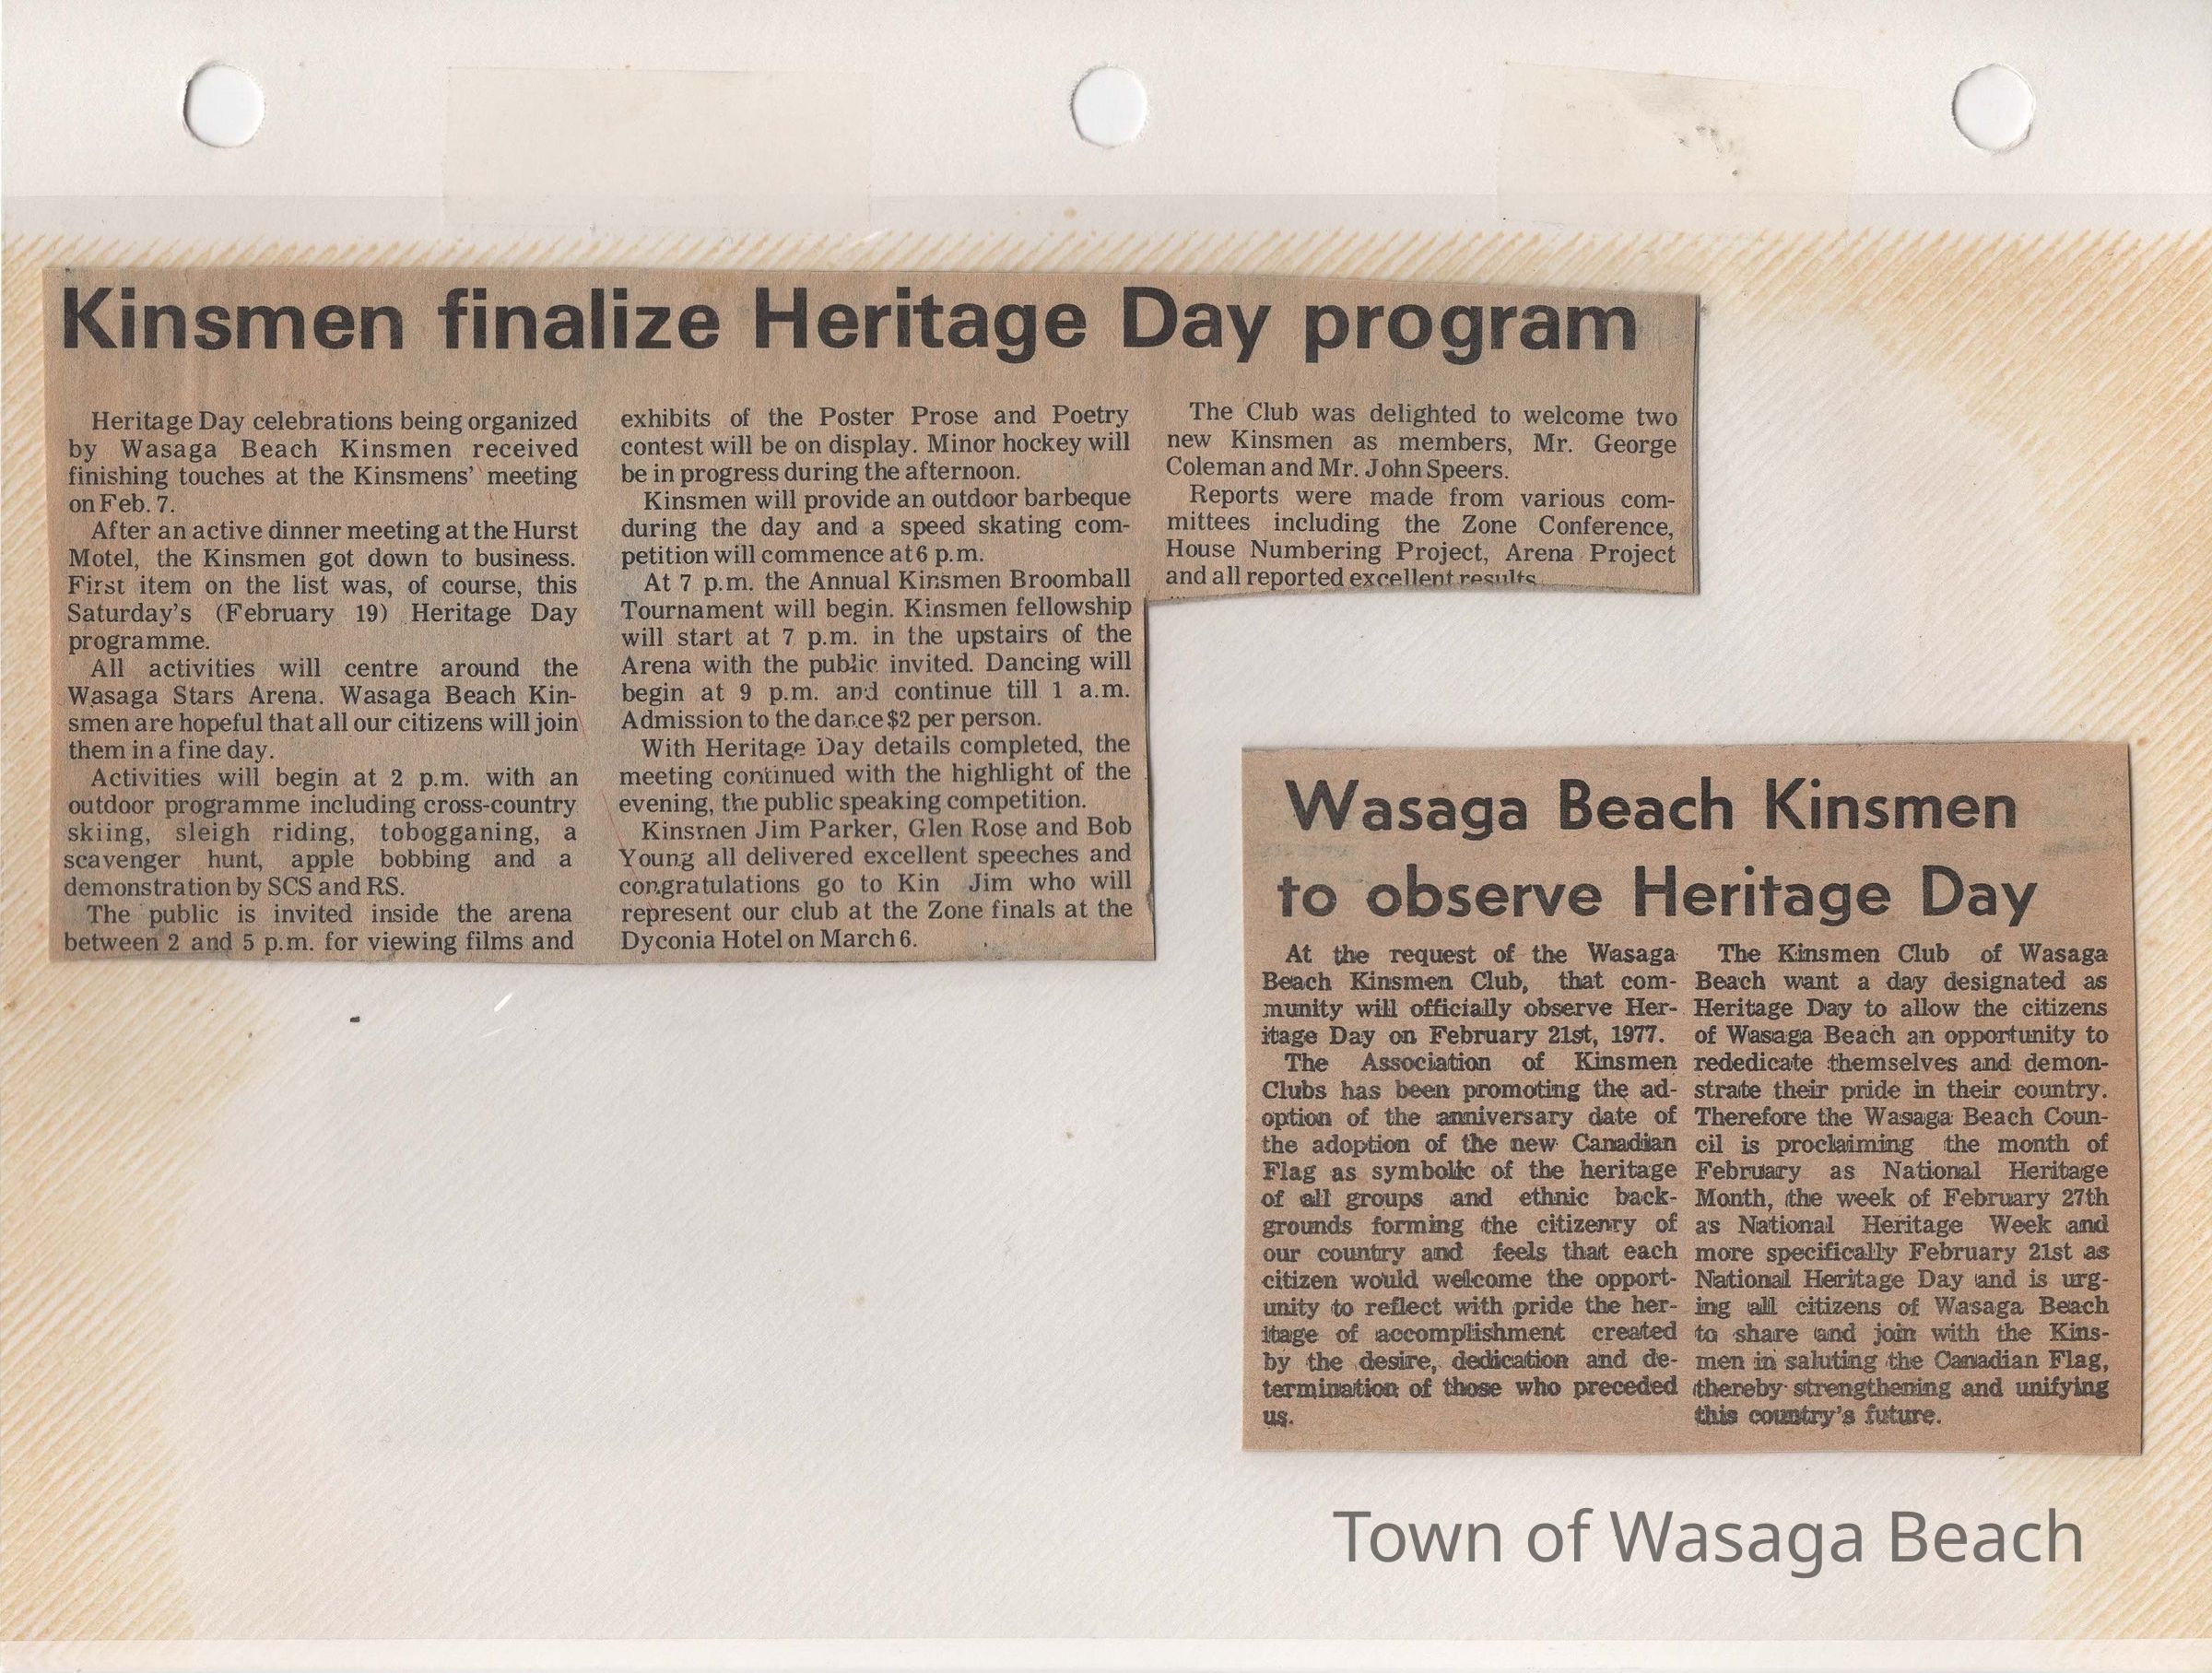 Kinsmen finalize Heritage Day program
Heritage Day celebrations being organized
by Wasaga Beach Kinsmen received
finishing touches at the Kinsmens' meeting
on Feb. 7.
After an active dinner meeting at the Hurst
Motel, the Kinsmen got down to business.
First item on the list was, of course, this
Saturday's (February 19) Heritage Day
programme.
All activities will centre around the
Wasaga Stars Arena. Wasaga Beach Kin-
smen are hopeful that all our citizens will join
them in a fine day.
Activities will begin at 2 p.m. with an
outdoor programme including cross-country
skiing, sleigh riding, tobogganing, a
scavenger hunt, apple bobbing and a
demonstration by SCS and RS.
The public is invited inside the arena
between 2 and 5 p.m. for viewing films and
exhibits of the Poster Prose and Poetry
contest will be on display. Minor hockey will
be in progress during the afternoon.
Kinsmen will provide an outdoor barbeque
during the day and a speed skating com-
petition will commence at 6 p.m.
At 7 p.m. the Annual Kinsmen Broomball
Tournament will begin. Kinsmen fellowship
will start at 7 p.m. in the upstairs of the
Arena with the public invited. Dancing will
begin at 9 p.m. and continue till 1 a.m.
Admission to the dance $2 per person.
With Heritage Day details completed, the
meeting continued with the highlight of the
evening, the public speaking competition.
Kinsmen Jim Parker, Glen Rose and Bob
Young all delivered excellent speeches and
congratulations go to Kin Jim who will
represent our club at the Zone finals at the
Dyconia Hotel on March 6.
The Club was delighted to welcome two
new Kinsmen as members, Mr. George
Coleman and Mr. John Speers.
Reports were made from various com-
mittees including the Zone Conference,
House Numbering Project, Arena Project
and all reported excellent results.
Wasaga Beach Kinsmen
to observe Heritage Day
At the request of the Wasaga
Beach Kinsmen Club, that com-
munity will officially observe Her-
itage Day on February 21st, 1977.
The Association of Kinsmen
Clubs has been promoting the ad-
option of the anniversary date of
the adoption of the new Canadian
Flag as symbolic of the heritage
of all groups and ethnic back-
grounds forming the citizenry of
our country and feels that each
citizen would welcome the opport-
unity to reflect with pride the her-
itage of accomplishment created
by the desire, dedication and de-
termination of those who preceded
us.
The Kinsmen Club of Wasaga
Beach want a day designated as
Heritage Day to allow the citizens
of Wasaga Beach an opportunity to
rededicate themselves and demon-
strate their pride in their country.
Therefore the Wasaga Beach Coun-
cil is proclaiming the month of
February as National Heritage
Month, the week of February 27th
as National Heritage Week and
more specifically February 21st as
National Heritage Day and is urg-
ing all citizens of Wasaga Beach
to share and join with the Kins-
men in saluting the Canadian Flag,
thereby strengthening and unifying
this country's future.
Town of Wasaga Beach